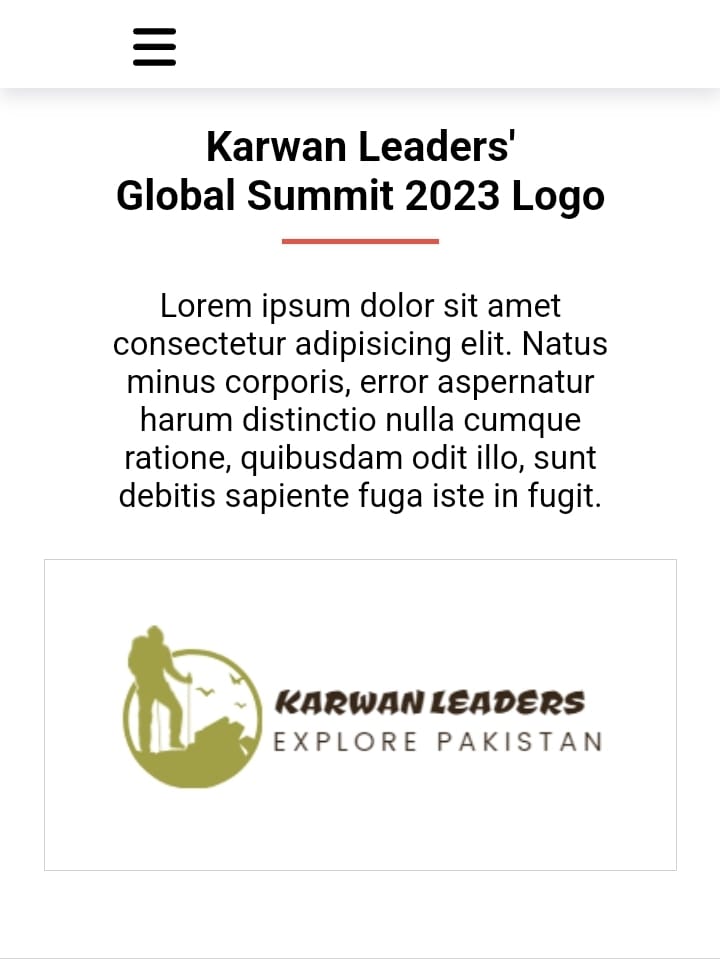 Karwan Leaders'
Global Summit 2023 Logo
Lorem ipsum dolor sit amet
consectetur adipisicing elit. Natus
minus corporis, error aspernatur
harum distinctio nulla cumque
ratione, quibusdam odit illo, sunt
debitis sapiente fuga iste in fugit.
KARWAN LEADERS
EXPLORE PAKISTAN